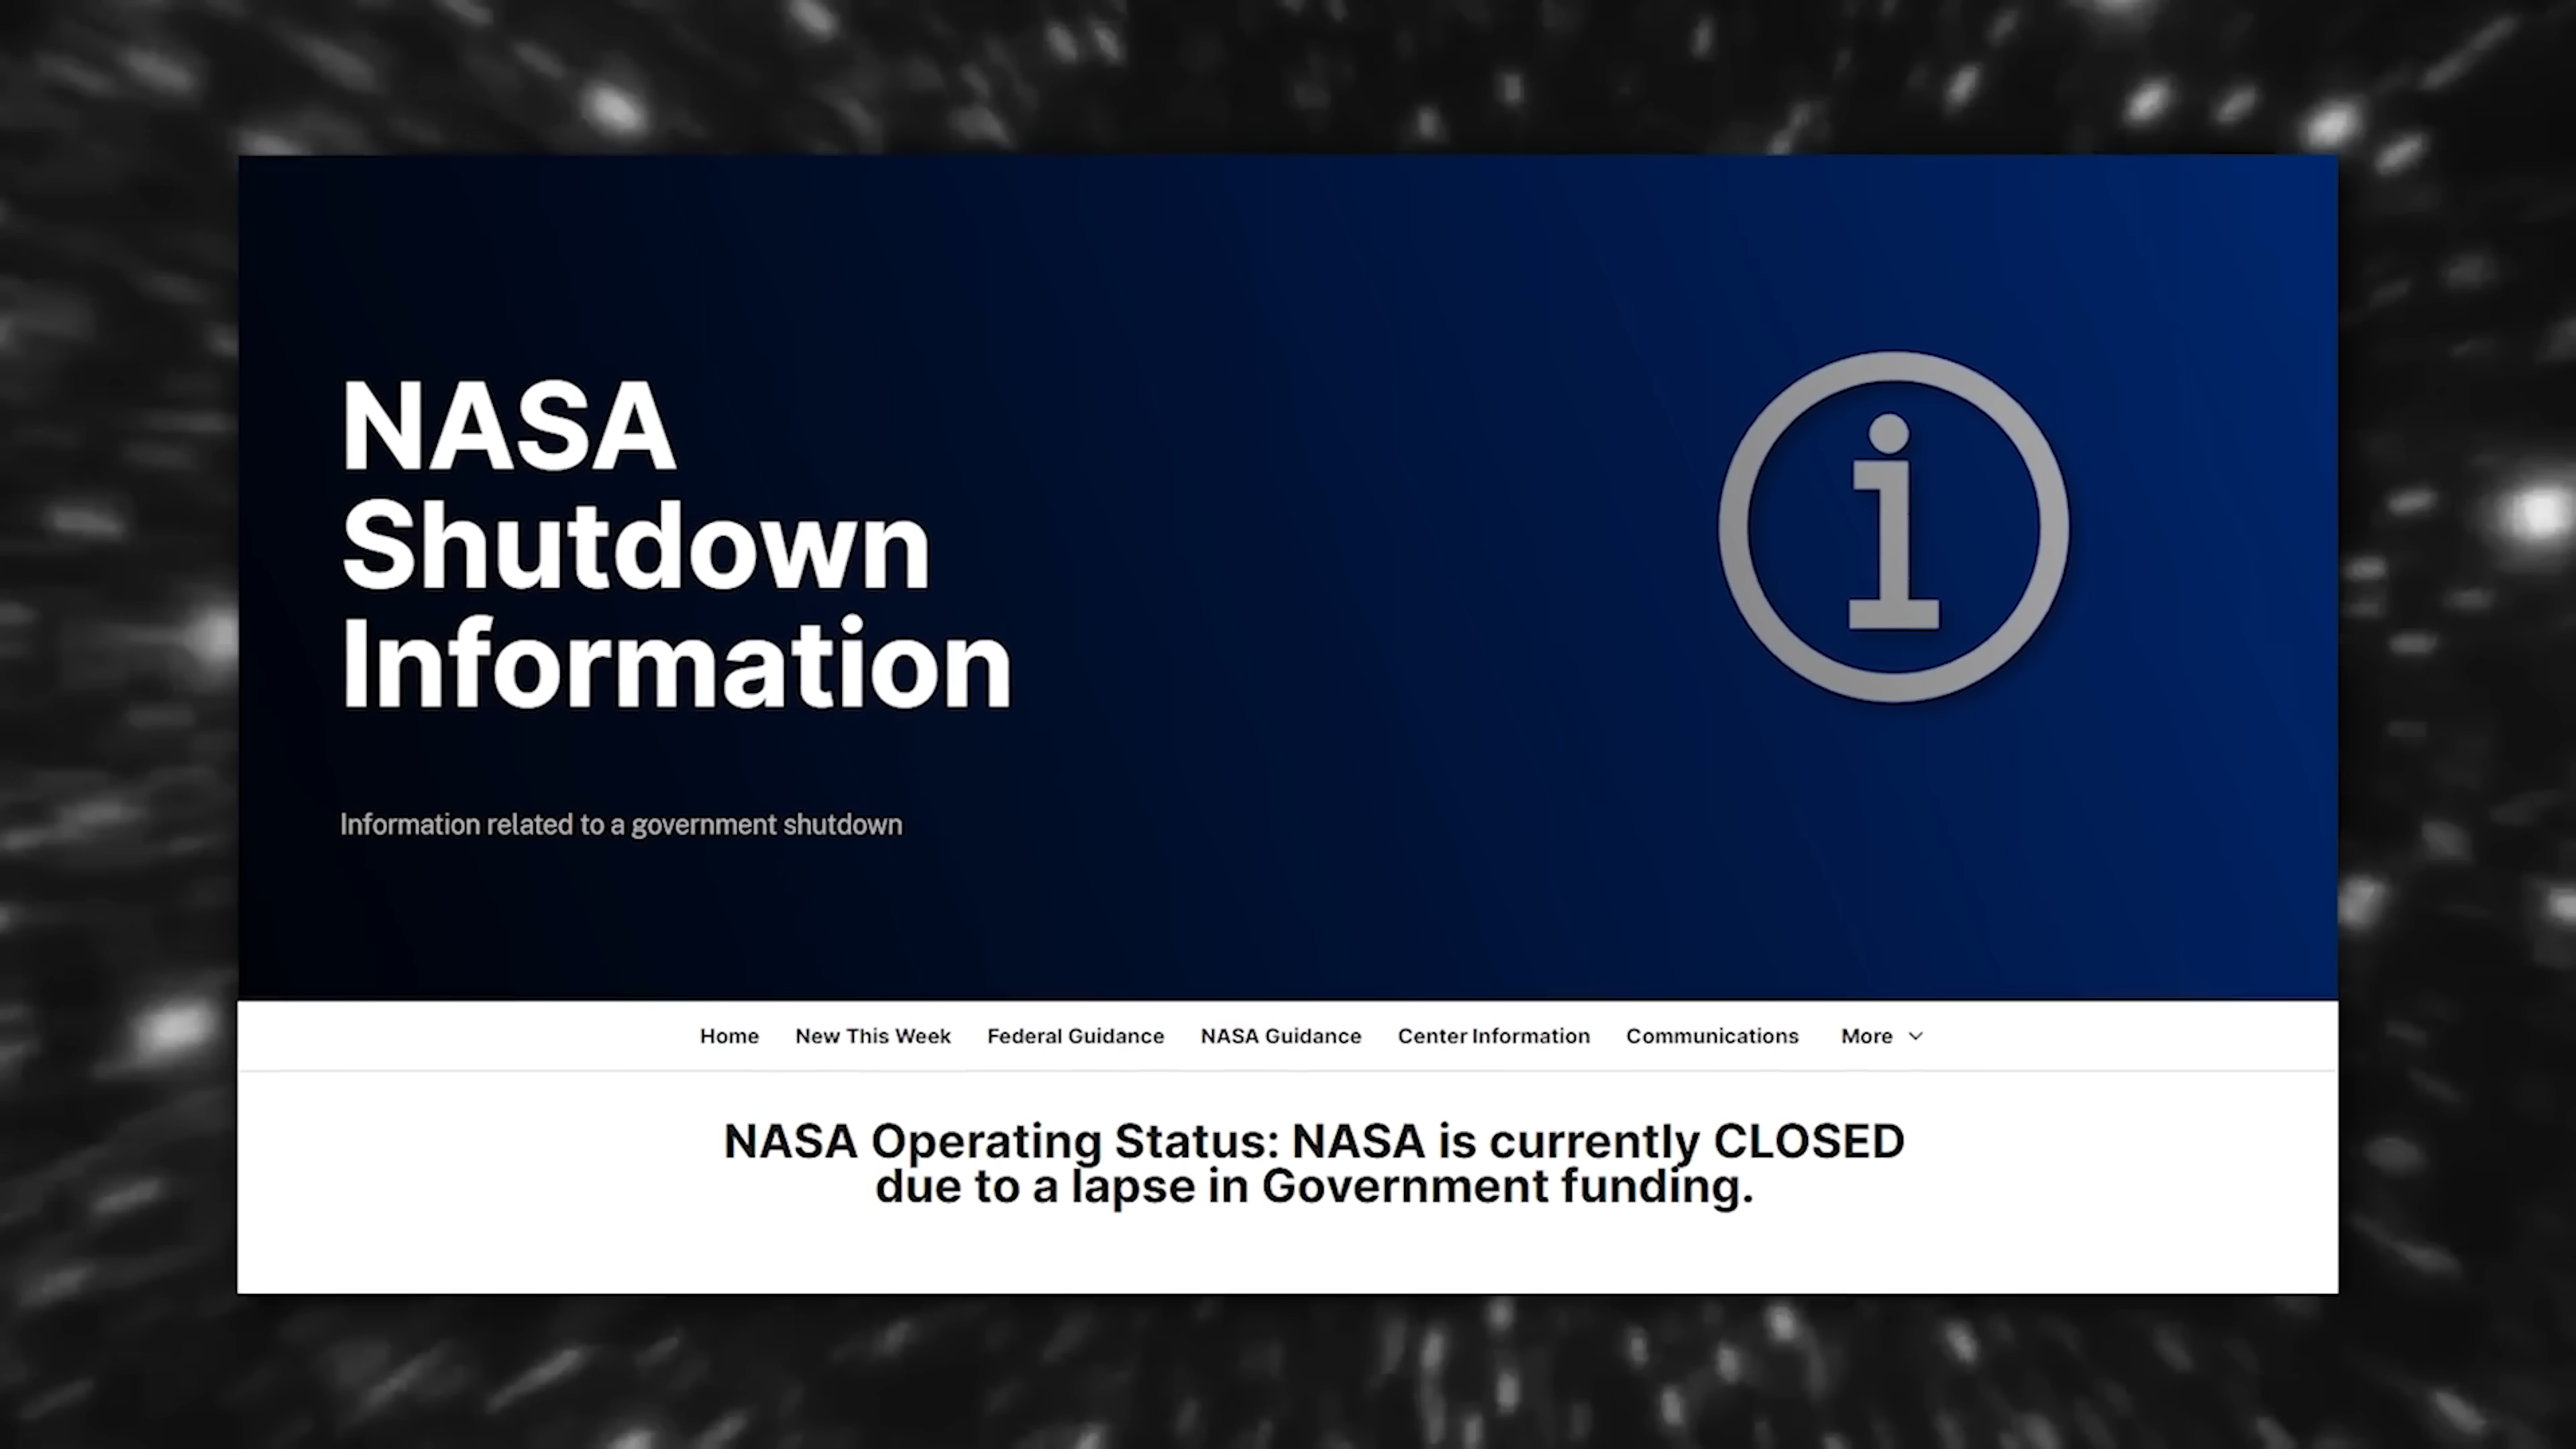 NASA
Shutdown
Information
Information related to a government shutdown
Home New This Week Federal Guidance NASA Guidance Center Information Communications More
NASA Operating Status: NASA is currently CLOSED
due to a lapse in Government funding.